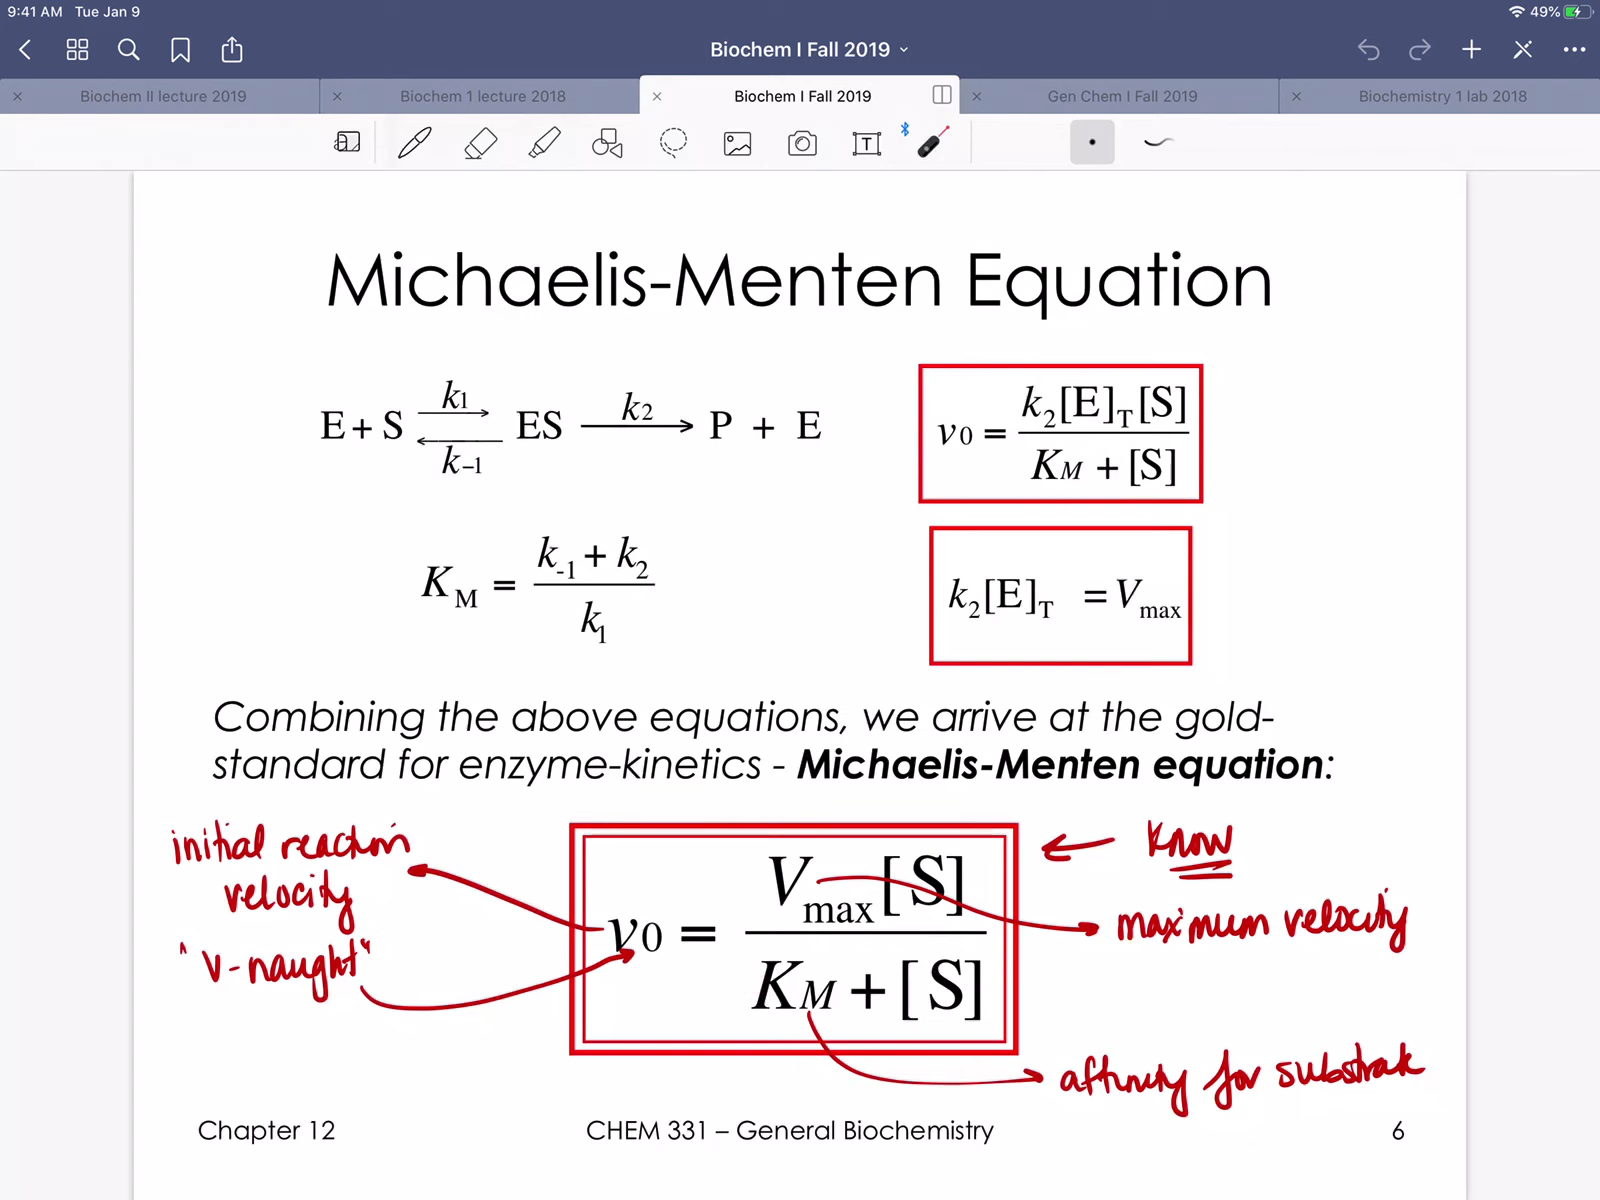 9:41 AM Tue Jan 9
49%
Biochem I Fall 2019
Biochem II lecture 2019
Biochem 1 lecture 2018
Biochem I Fall 2019
Gen Chem I Fall 2019
Biochemistry 1 lab 2018
Michaelis-Menten Equation
E + S k1 k-1 ES k2 P + E
v0 = k2[E]T[S] / KM + [S]
KM = k-1 + k2 / k1
k2[E]T = Vmax
Combining the above equations, we arrive at the gold-
standard for enzyme-kinetics - Michaelis-Menten equation:
initial reaction
velocity
"v-naught"
v0 = Vmax[S] / KM + [S]
know
maximum velocity
affinity for substrate
Chapter 12
CHEM 331 – General Biochemistry
6